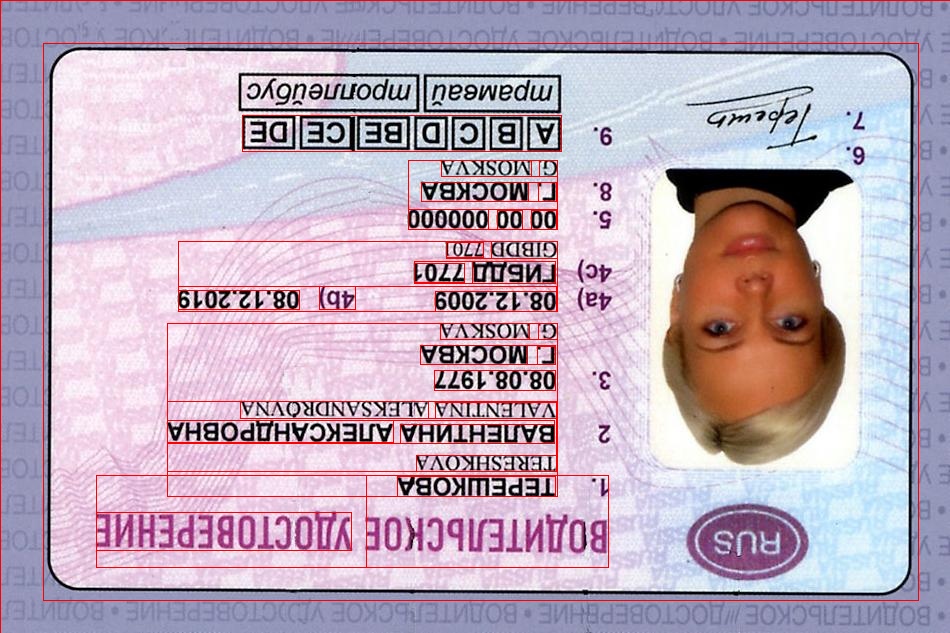 ВОДИТЕЛЬСКОЕ УДОСТОВЕРЕНИЕ
RUS
1. ТЕРЕШКОВА
TERESHKOVA
2 ВАЛЕНТИНА АЛЕКСАНДРОВНА
VALENTINA ALEKSANDROVNA
3. 08.08.1977
Г. МОСКВА
G MOSKVA
4a) 08.12.2009 4b) 08.12.2019
4c) ГИБДД 7701
GIBDD 770
5. 00 00 000000
8. Г. МОСКВА
G MOSKVA
6.
7. Тереш
9. A B C D BE CE DE
трамвай троллейбус